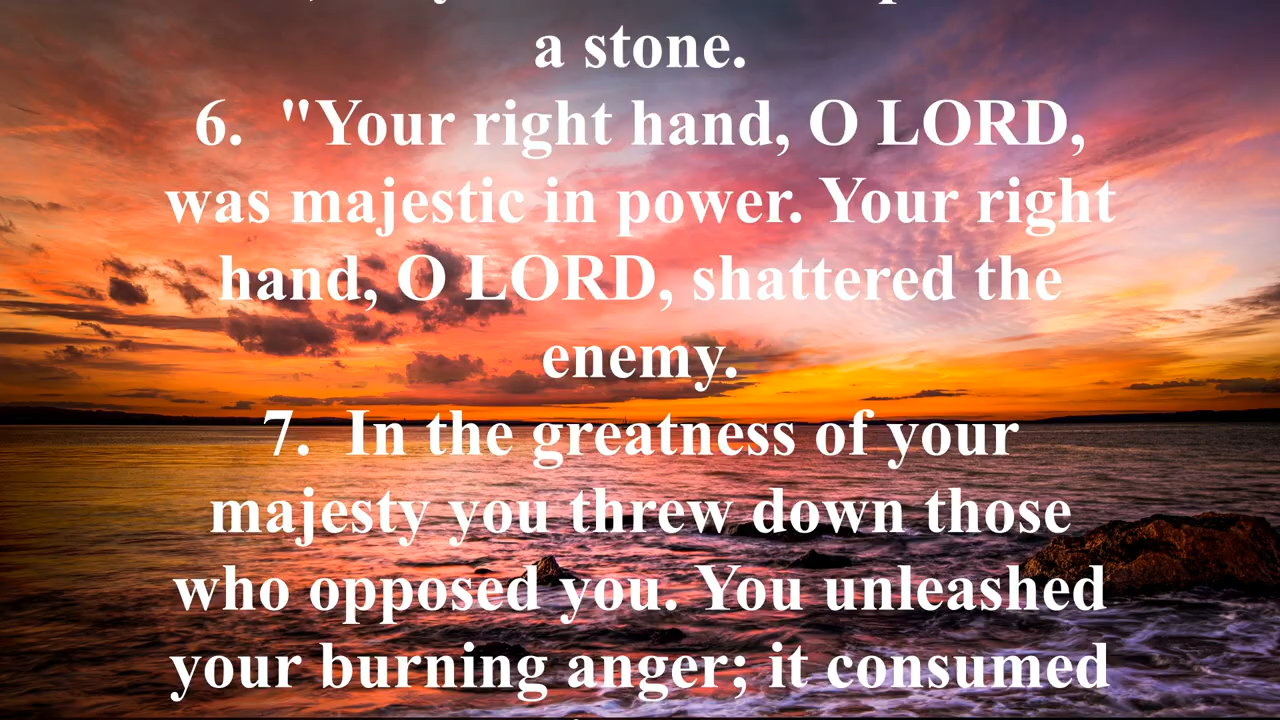 a stone.
6. "Your right hand, O LORD,
was majestic in power. Your right
hand, O LORD, shattered the
enemy.
7. In the greatness of your
majesty you threw down those
who opposed you. You unleashed
your burning anger; it consumed